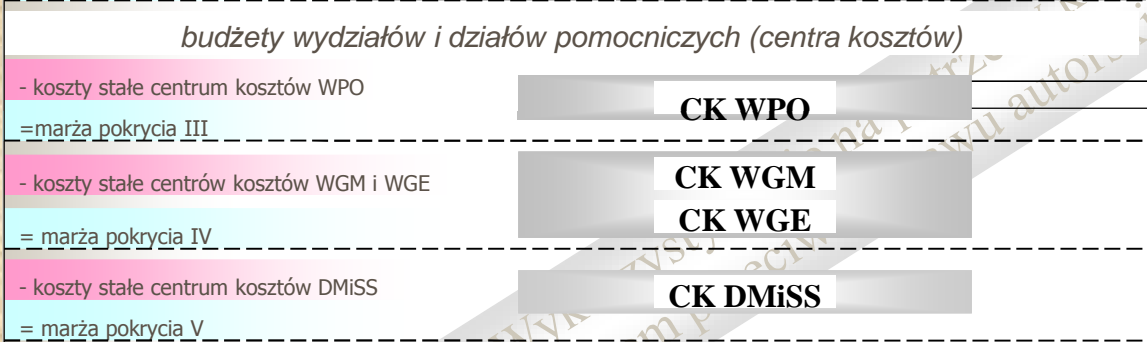 budżety wydziałów i działów pomocniczych (centra kosztów)
- koszty stałe centrum kosztów WPO
CK WPO
=marża pokrycia III
- koszty stałe centrów kosztów WGM i WGE
CK WGM
CK WGE
= marża pokrycia IV
- koszty stałe centrum kosztów DMiSS
CK DMiSS
= marża pokrycia V